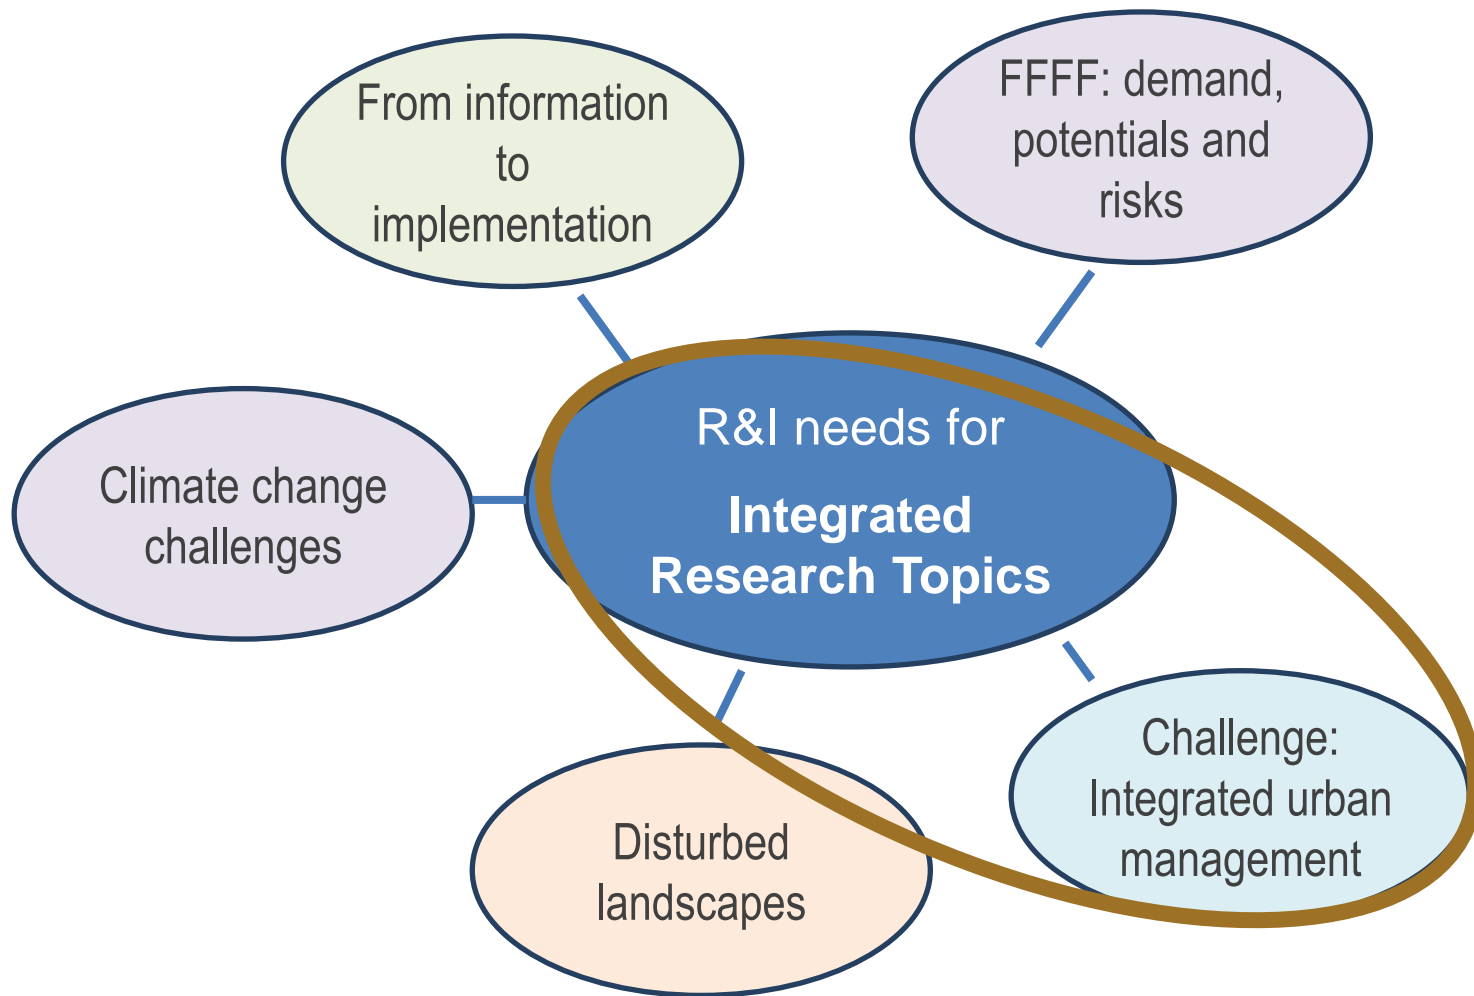 From information
to
implementation
FFFF: demand,
potentials and
risks
R&I needs for
Integrated
Research Topics
Climate change
challenges
Challenge:
Integrated urban
management
Disturbed
landscapes